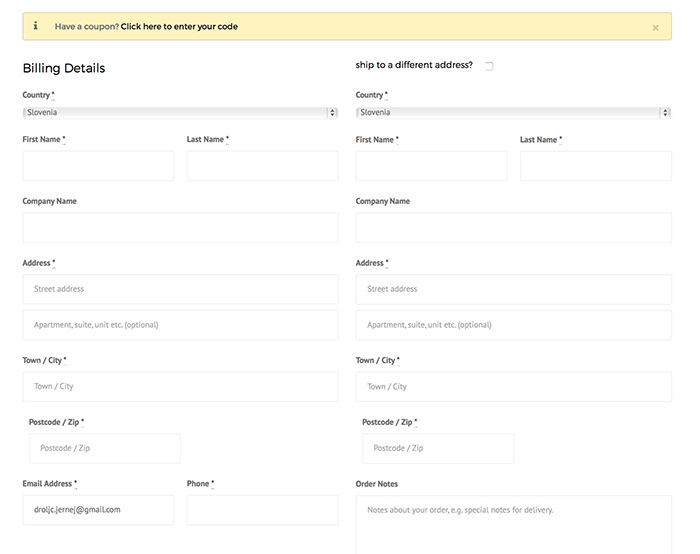 Have a coupon? Click here to enter your code
Billing Details
Country *
Slovenia
First Name *
Last Name *
Company Name
Address *
Street address
Apartment, suite, unit etc. (optional)
Town / City *
Town / City
Postcode / Zip *
Postcode / Zip
Email Address *
Phone *
droljc.jernej@gmail.com
ship to a different address?
Country *
Slovenia
First Name *
Last Name *
Company Name
Address *
Street address
Apartment, suite, unit etc. (optional)
Town / City *
Town / City
Postcode / Zip *
Postcode / Zip
Order Notes
Notes about your order, e.g. special notes for delivery.